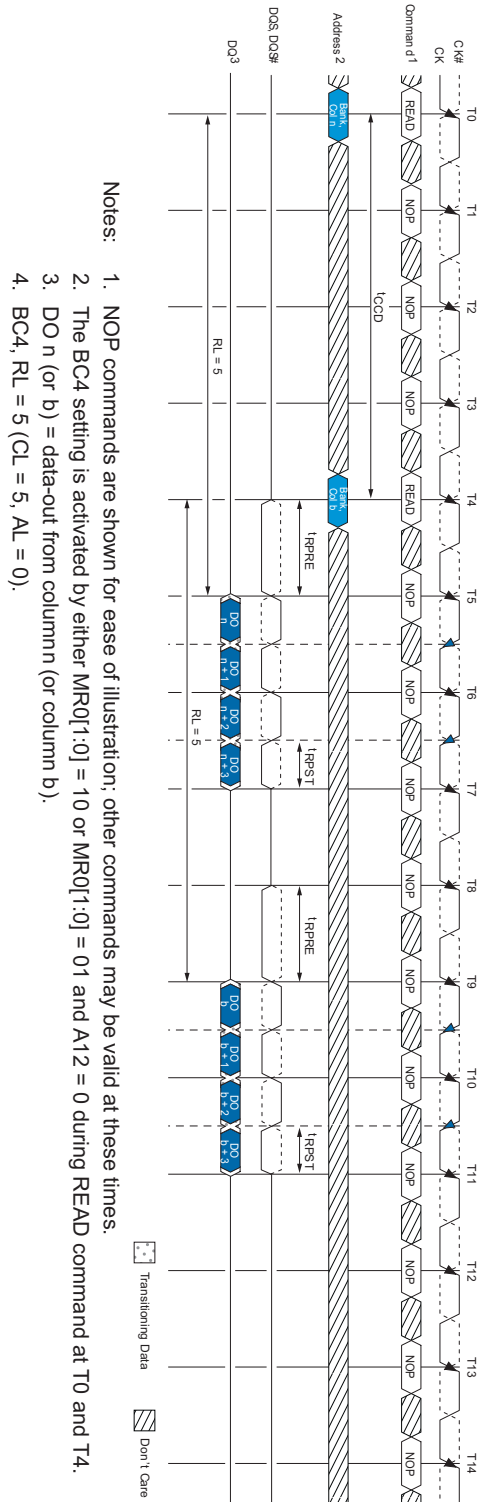 T0 T1 T2 T3 T4 T5 T6 T7 T8 T9 T10 T11 T12 T13 T14
CK#
CK
Command1 READ NOP NOP NOP READ NOP NOP NOP NOP NOP NOP NOP NOP NOP NOP
tCCD
Address 2 Bank, Col n Bank, Col b
tRPRE tRPST tRPRE tRPST
DQS, DQS#
DQ3 DO n DO n + 1 DO n + 2 DO n + 3 DO b DO b + 1 DO b + 2 DO b + 3
RL = 5
RL = 5
Transitioning Data Don't Care
Notes: 1. NOP commands are shown for ease of illustration; other commands may be valid at these times.
2. The BC4 setting is activated by either MR0[1:0] = 10 or MR0[1:0] = 01 and A12 = 0 during READ command at T0 and T4.
3. DO n (or b) = data-out from columnn (or column b).
4. BC4, RL = 5 (CL = 5, AL = 0).